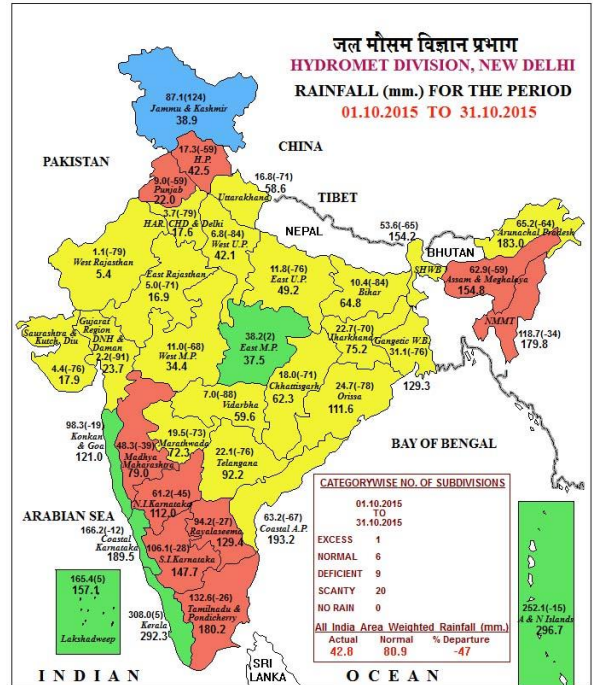 जल मौसम विज्ञान प्रभाग
HYDROMET DIVISION, NEW DELHI
RAINFALL (mm.) FOR THE PERIOD
01.10.2015 TO 31.10.2015
87.1(124)
Jammu & Kashmir
38.9
CHINA
PAKISTAN
17.3(-59)
H.P.
42.5
9.0(-59)
Punjab
22.0
16.8(-71)
58.6
Uttarakhand
TIBET
3.7(-79)
HAR. CHD & Delhi
17.6
6.8(-84)
West U.P.
42.1
NEPAL
53.6(-65)
154.2
BHUTAN
SHWB
65.2(-64)
Arunachal Pradesh
183.0
1.1(-79)
West Rajasthan
5.4
East Rajasthan
5.0(-71)
16.9
11.8(-76)
East U.P.
49.2
10.4(-84)
Bihar
64.8
62.9(-59)
Assam & Meghalaya
154.8
NMMT
118.7(-34)
179.8
Gujarat
Region
DNH &
Daman
2.2(-91)
23.7
Saurashtra &
Kutch, Diu
4.4(-76)
17.9
11.0(-68)
West M.P.
34.4
38.2(2)
East M.P.
37.5
22.7(-70)
Jharkhand
75.2
Gangetic W.B.
31.1(-76)
129.3
18.0(-71)
Chhattisgarh
62.3
24.7(-78)
Orissa
111.6
7.0(-88)
Vidarbha
59.6
98.3(-19)
Konkan
& Goa
121.0
48.3(-39)
Madhya
Maharashtra
79.0
19.5(-73)
Marathwada
72.3
22.1(-76)
Telangana
92.2
BAY OF BENGAL
ARABIAN SEA
61.2(-45)
N.I.Karnataka
112.0
94.2(-27)
Rayalaseema
129.4
63.2(-67)
Coastal A.P.
193.2
166.2(-12)
Coastal
Karnataka
189.5
106.1(-28)
S.I.Karnataka
147.7
132.6(-26)
Tamilnadu &
Pondicherry
180.2
308.0(5)
Kerala
292.3
165.4(5)
157.1
Lakshadweep
CATEGORYWISE NO. OF SUBDIVISIONS
01.10.2015
TO
31.10.2015
EXCESS 1
NORMAL 6
DEFICIENT 9
SCANTY 20
NO RAIN 0
All India Area Weighted Rainfall (mm.)
Actual Normal % Departure
42.8 80.9 -47
252.1(-15)
A & N Islands
296.7
SRI
LANKA
INDIAN OCEAN